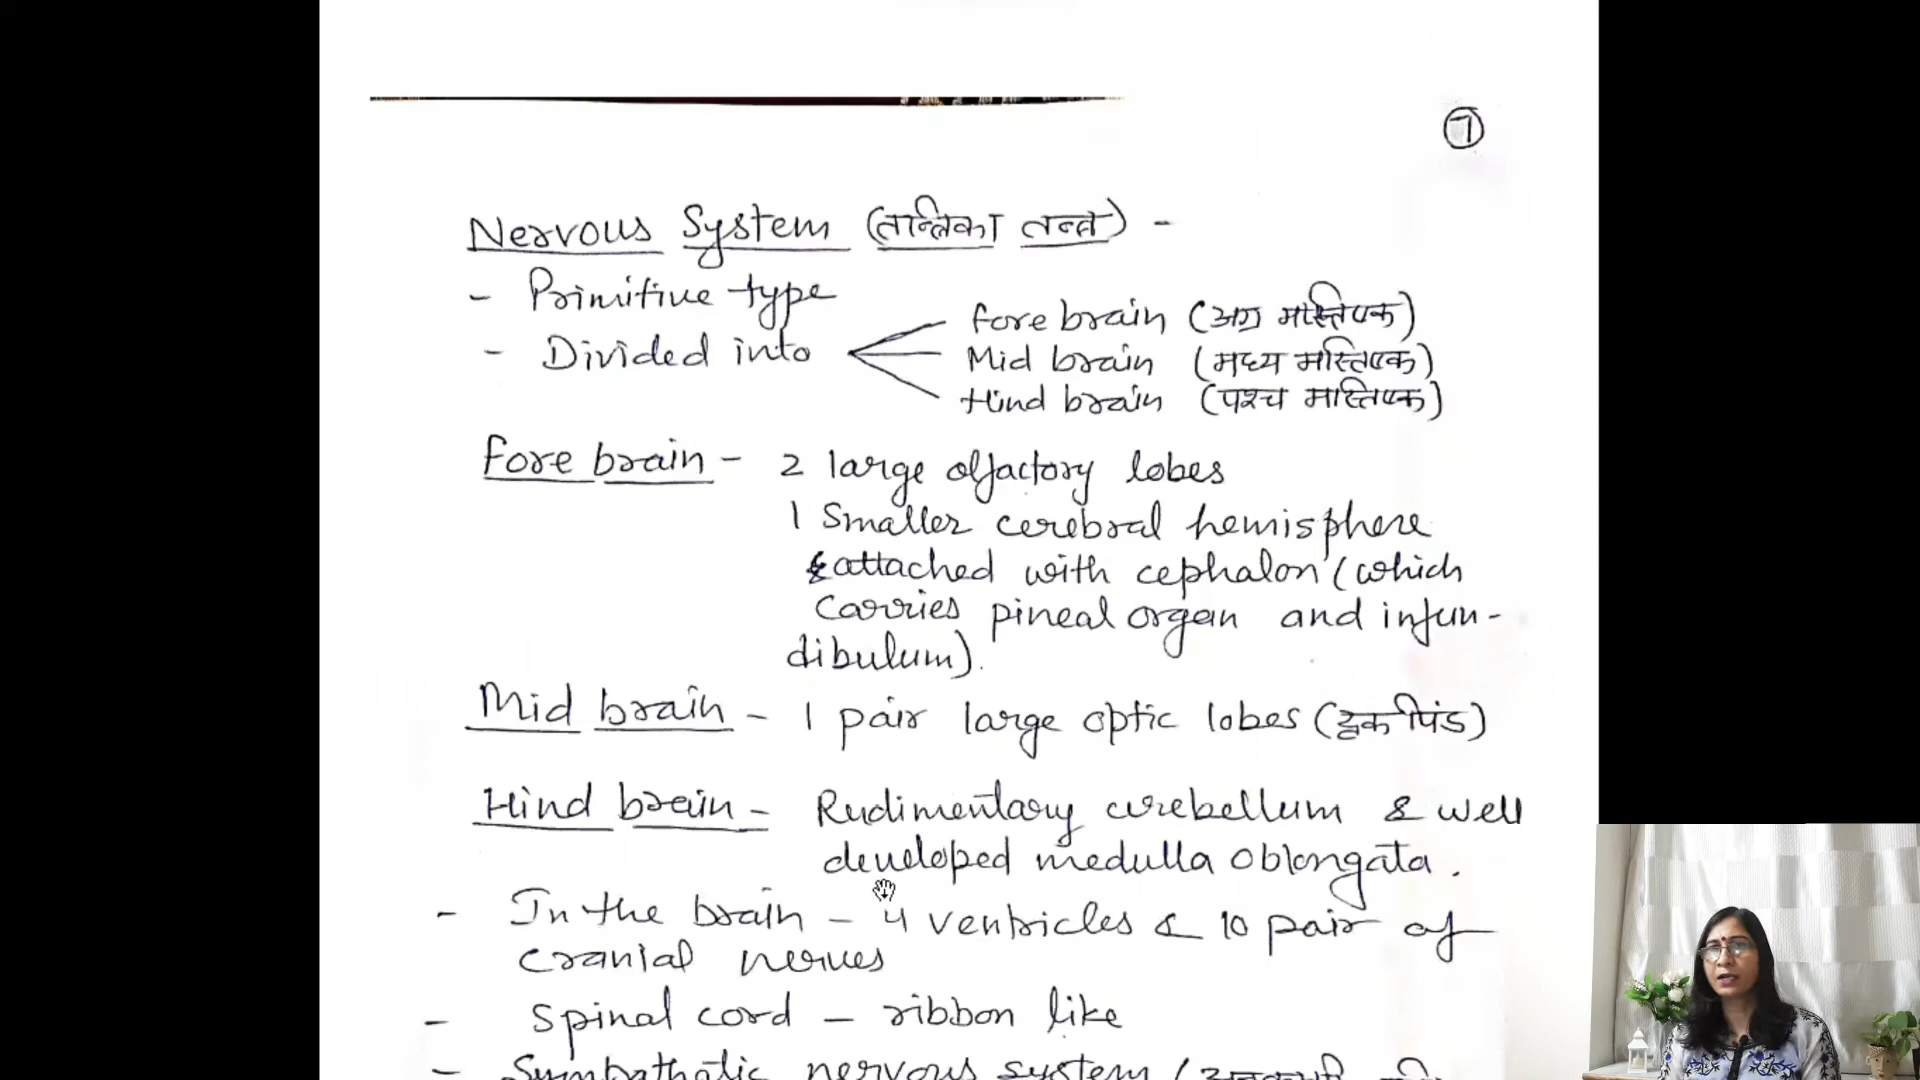 7
Nervous System (तान्त्रिका तन्त्र) -
- Primitive type
- Divided into
Fore brain (अग्र मस्तिष्क)
Mid brain (मध्य मस्तिष्क)
Hind brain (पश्च मस्तिष्क)
Fore brain - 2 large olfactory lobes
1 Smaller cerebral hemisphere
& attached with cephalon (which
carries pineal organ and infun-
dibulum).
Mid brain - 1 pair large optic lobes (दृक पिंड)
Hind brain - Rudimentary cerebellum & well
developed medulla oblongata.
- In the brain - 4 ventricles & 10 pair of
cranial nerves
- Spinal cord - ribbon like
- Sympathatic nervous system (